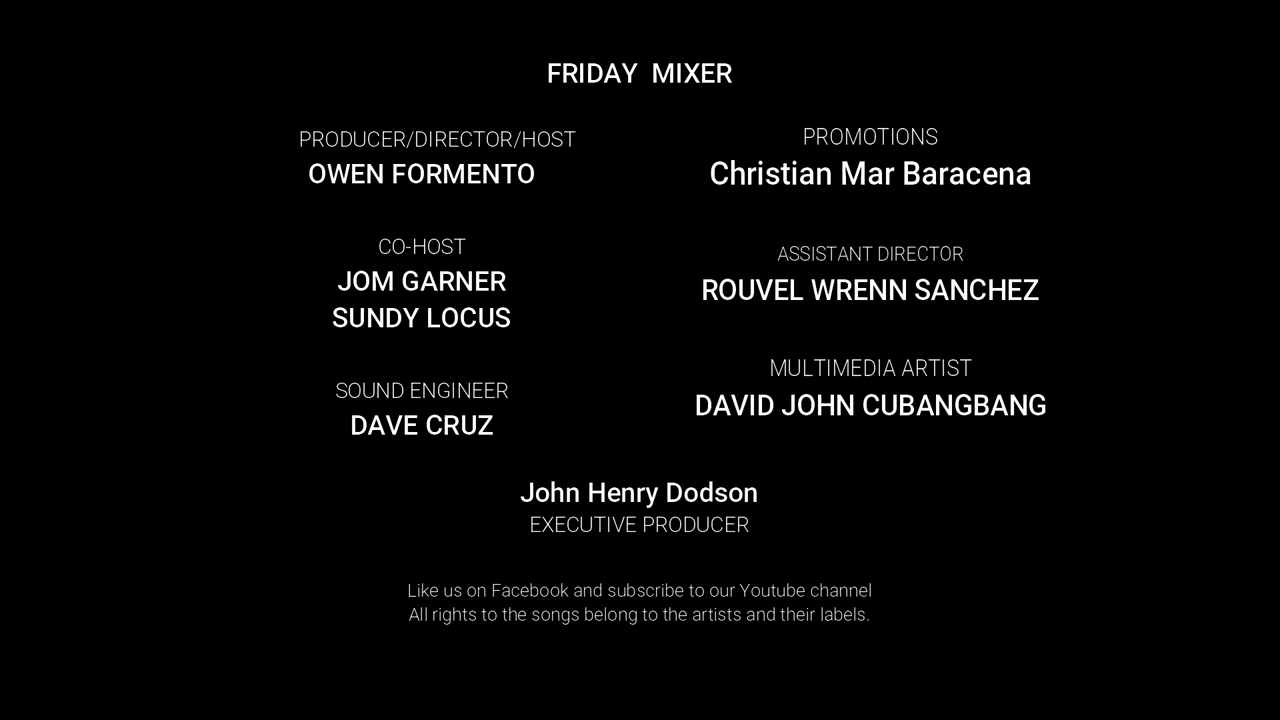 FRIDAY MIXER
PRODUCER/DIRECTOR/HOST
OWEN FORMENTO
CO-HOST
JOM GARNER
SUNDY LOCUS
SOUND ENGINEER
DAVE CRUZ
PROMOTIONS
Christian Mar Baracena
ASSISTANT DIRECTOR
ROUVEL WRENN SANCHEZ
MULTIMEDIA ARTIST
DAVID JOHN CUBANGBANG
John Henry Dodson
EXECUTIVE PRODUCER
Like us on Facebook and subscribe to our Youtube channel
All rights to the songs belong to the artists and their labels.